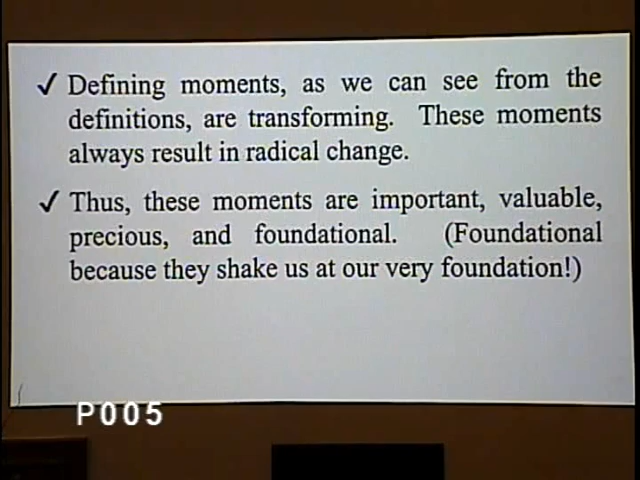 ✓ Defining moments, as we can see from the
definitions, are transforming. These moments
always result in radical change.
✓ Thus, these moments are important, valuable,
precious, and foundational. (Foundational
because they shake us at our very foundation!)
P005